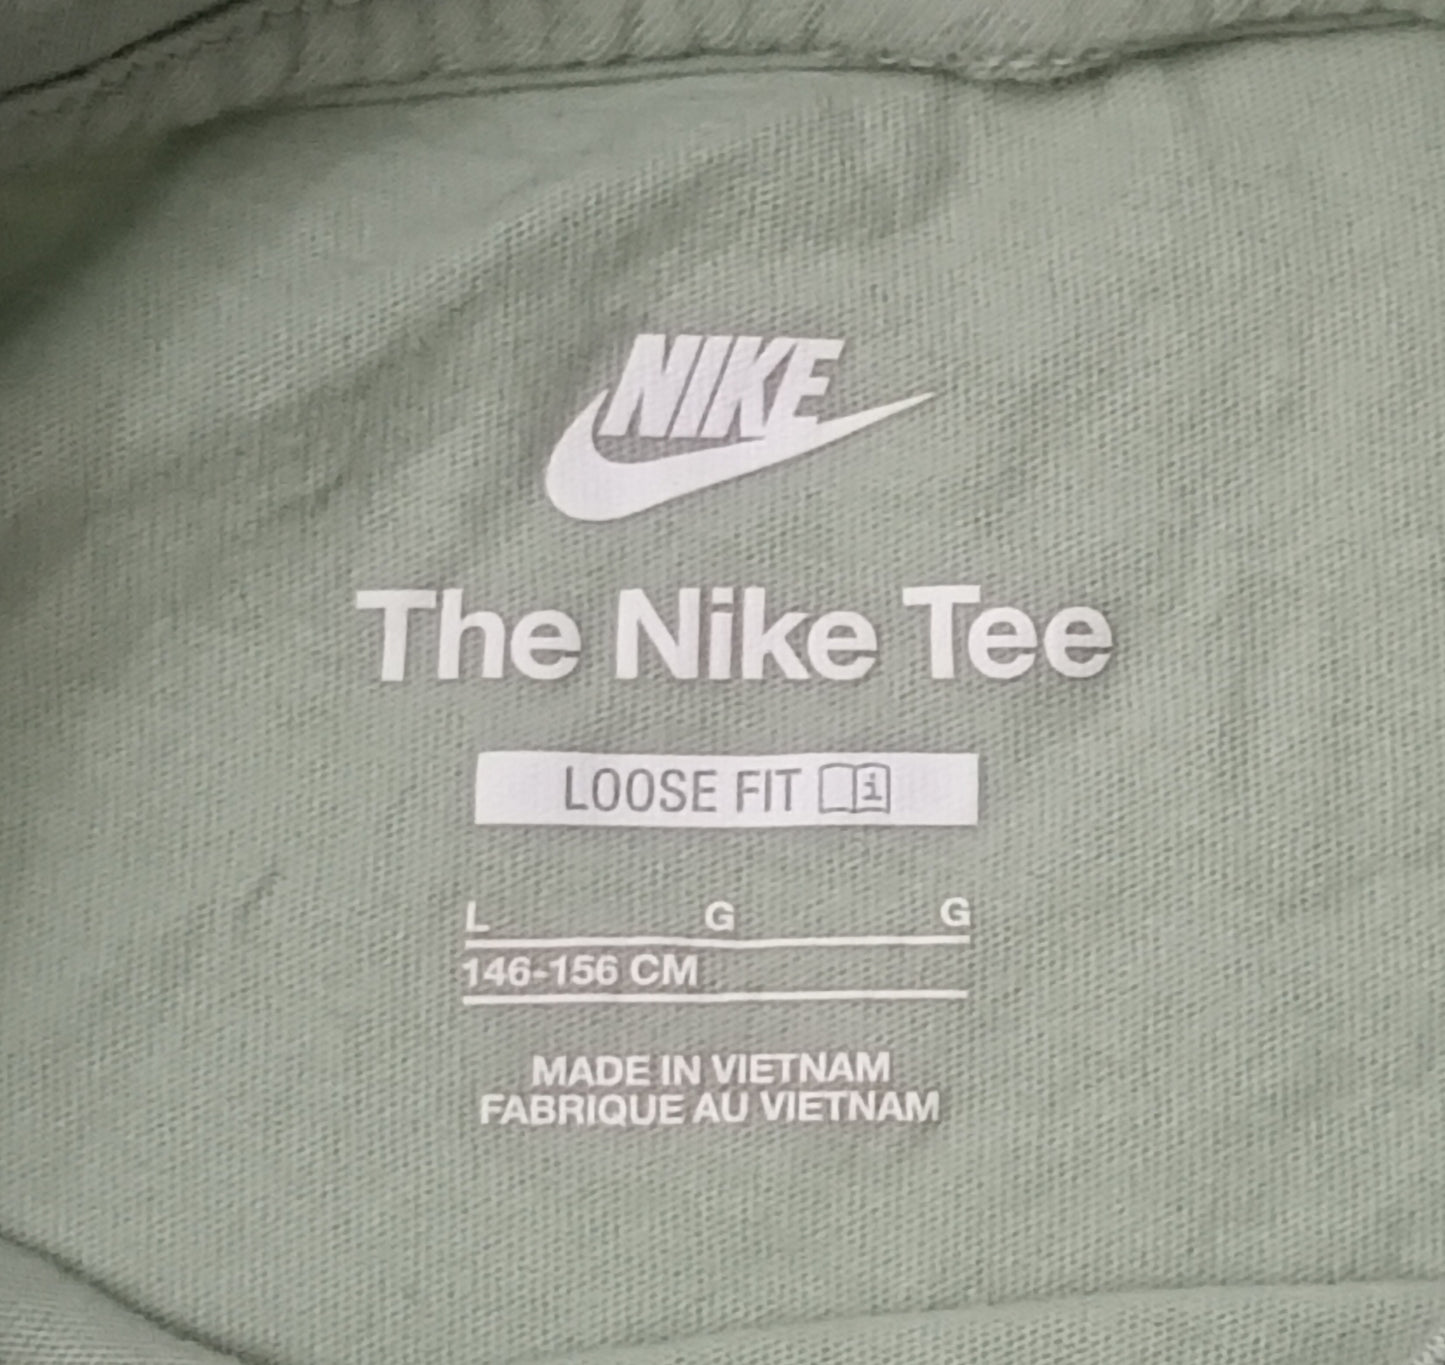 NIKE
The Nike Tee
LOOSE FIT i
L G G
146-156 CM
MADE IN VIETNAM
FABRIQUE AU VIETNAM